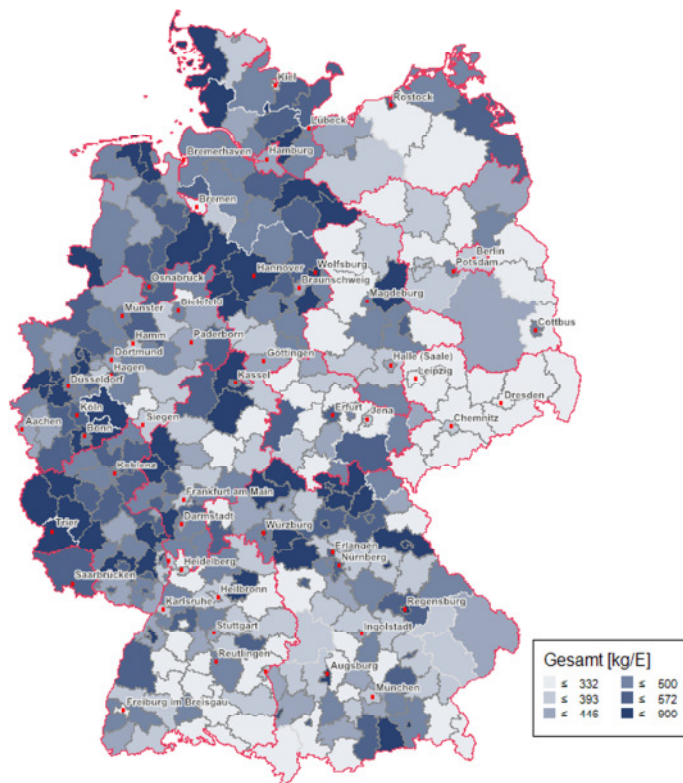 Kiel
Rostock
Lübeck
Bremerhaven
Hamburg
Bremen
Berlin
Wolfsburg
Potsdam
Hannover
Osnabrück
Braunschweig
Magdeburg
Bielefeld
Münster
Cottbus
Hamm
Paderborn
Dortmund
Göttingen
Halle (Saale)
Hagen
Leipzig
Düsseldorf
Kassel
Dresden
Köln
Erfurt
Jena
Aachen
Siegen
Chemnitz
Bonn
Koblenz
Frankfurt am Main
Trier
Darmstadt
Würzburg
Erlangen
Nürnberg
Heidelberg
Saarbrücken
Heilbronn
Karlsruhe
Regensburg
Stuttgart
Ingolstadt
Reutlingen
Augsburg
München
Freiburg im Breisgau
Gesamt [kg/E]
≤ 332 ≤ 500
≤ 393 ≤ 572
≤ 446 ≤ 900